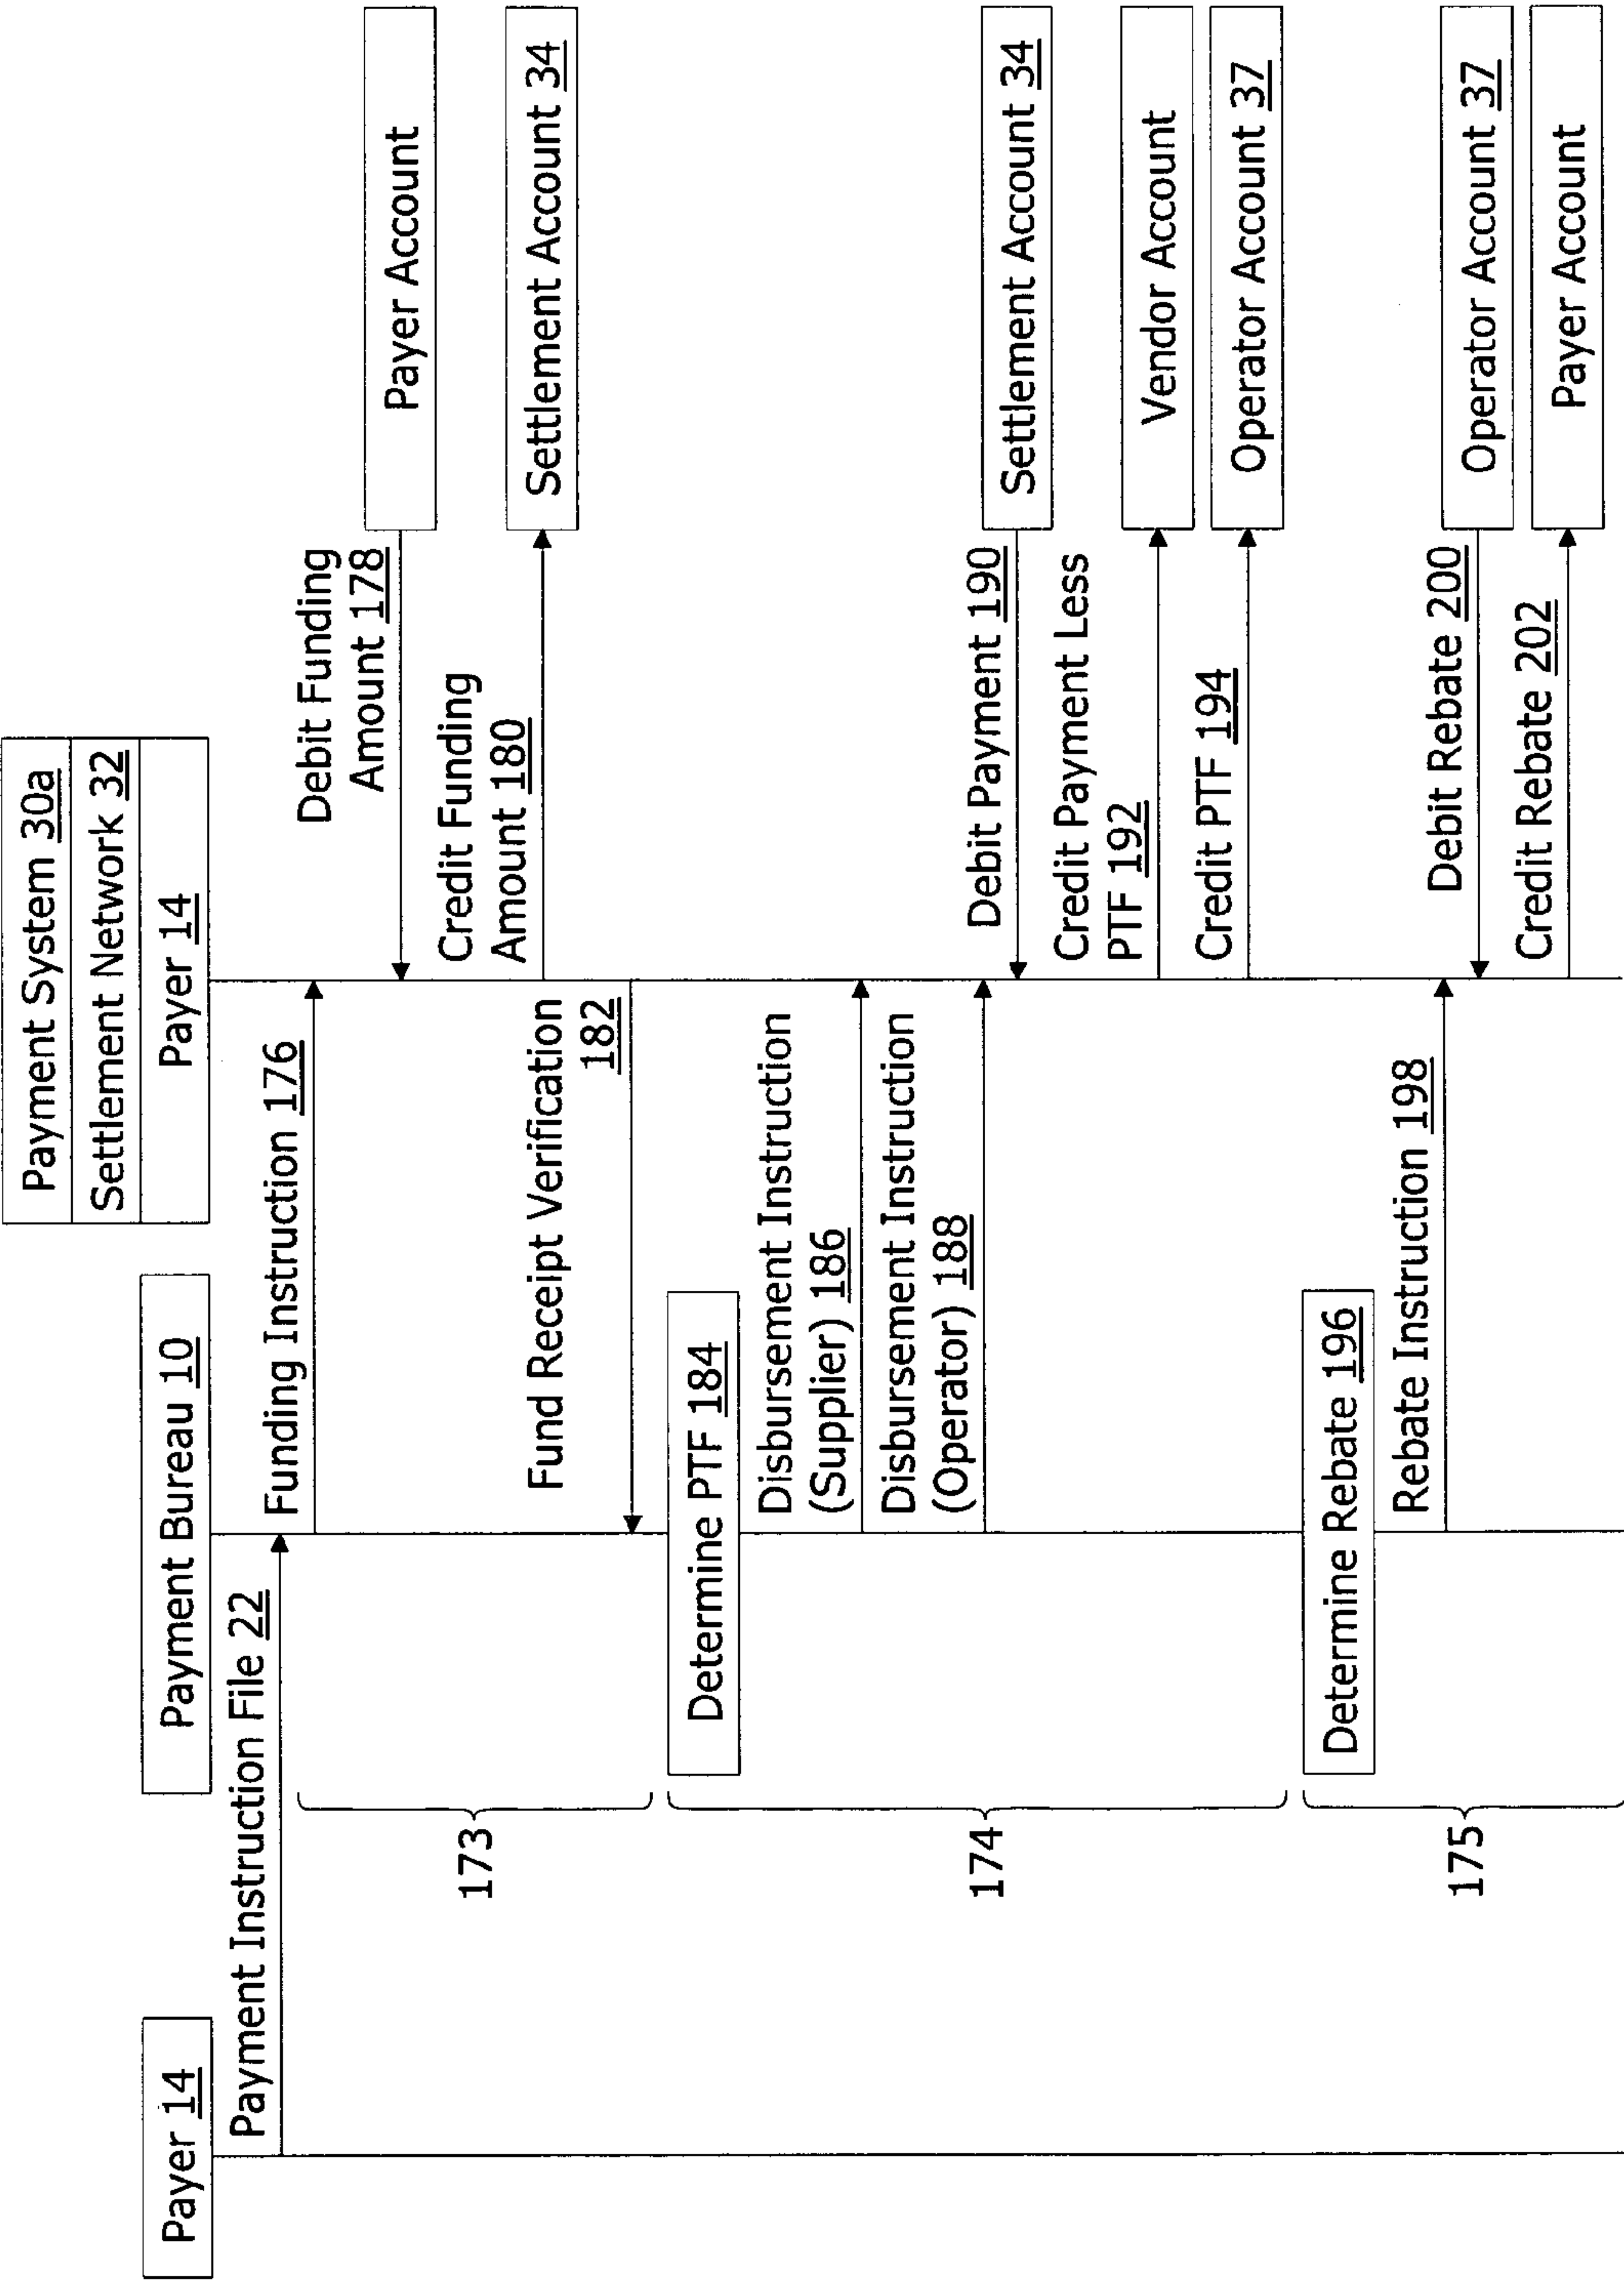 Payment System 30a
Settlement Network 32
Payer 14
Payment Bureau 10
Payer 14
Payment Instruction File 22
Funding Instruction 176
Debit Funding
Amount 178
Payer Account
Credit Funding
Amount 180
Settlement Account 34
173
Fund Receipt Verification
182
Determine PTF 184
Disbursement Instruction
(Supplier) 186
Disbursement Instruction
(Operator) 188
174
Debit Payment 190
Settlement Account 34
Credit Payment Less
PTF 192
Vendor Account
Credit PTF 194
Operator Account 37
Determine Rebate 196
Rebate Instruction 198
175
Debit Rebate 200
Operator Account 37
Credit Rebate 202
Payer Account